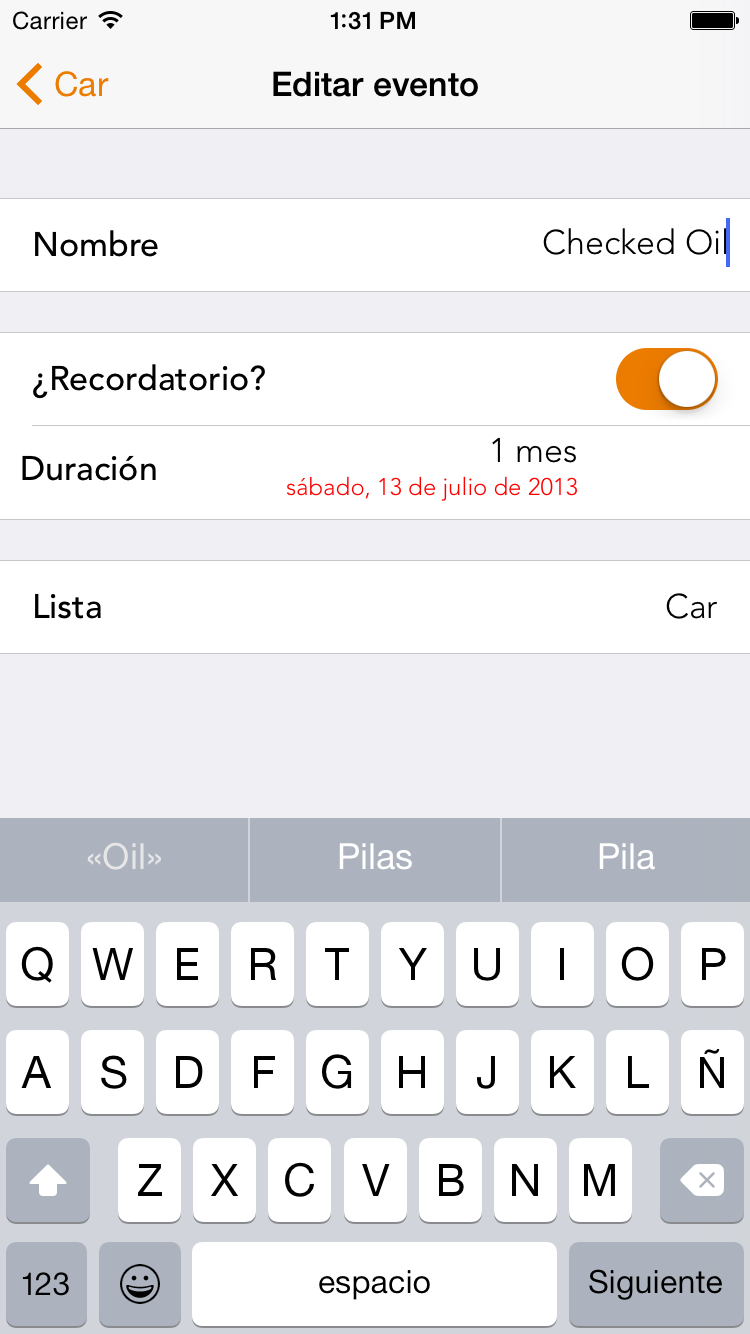 Carrier 1:31 PM
Car Editar evento
Nombre Checked Oil
¿Recordatorio?
Duración 1 mes
sábado, 13 de julio de 2013
Lista Car
«Oil» Pilas Pila
Q W E R T Y U I O P
A S D F G H J K L Ñ
Z X C V B N M
123 espacio Siguiente